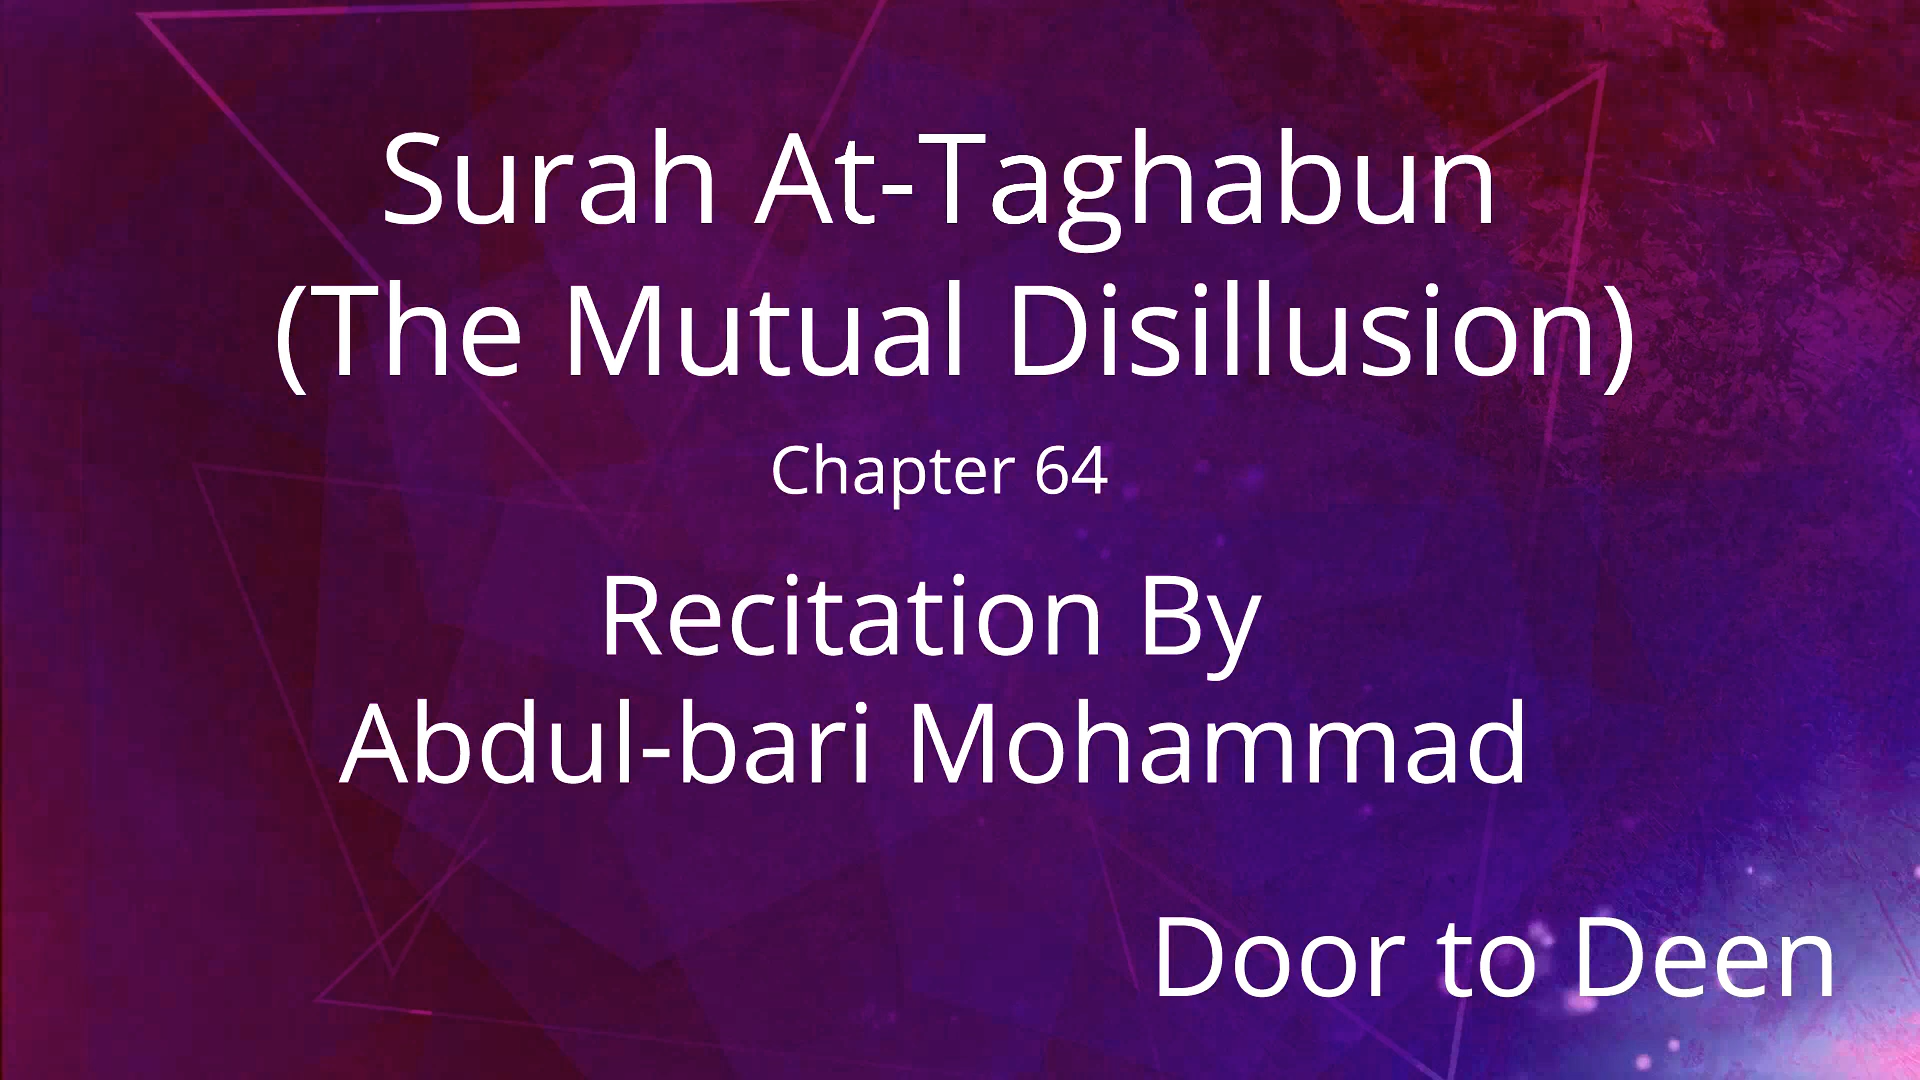 Surah At-Taghabun
(The Mutual Disillusion)
Chapter 64
Recitation By
Abdul-bari Mohammad
Door to Deen